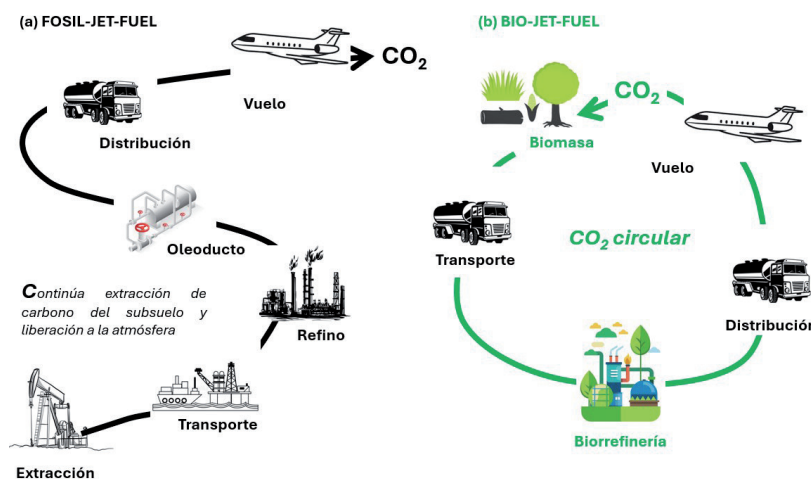 (a) FOSIL-JET-FUEL
CO2
Vuelo
Distribución
Oleoducto
Continúa extracción de
carbono del subsuelo y
liberación a la atmósfera
Refino
Transporte
Extracción
(b) BIO-JET-FUEL
CO2
Biomasa
Vuelo
Transporte
CO2 circular
Distribución
Biorrefinería